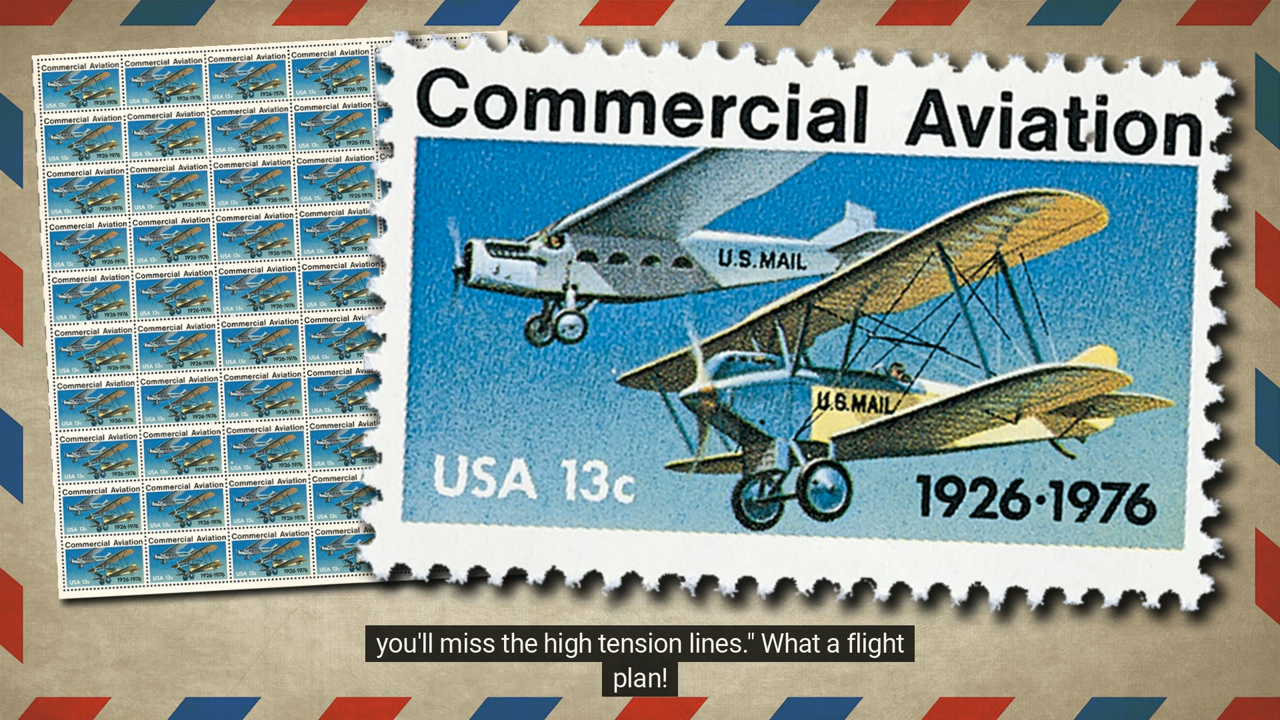 Commercial Aviation
U.S.MAIL
U.S.MAIL
USA 13c
1926·1976
you'll miss the high tension lines." What a flight
plan!